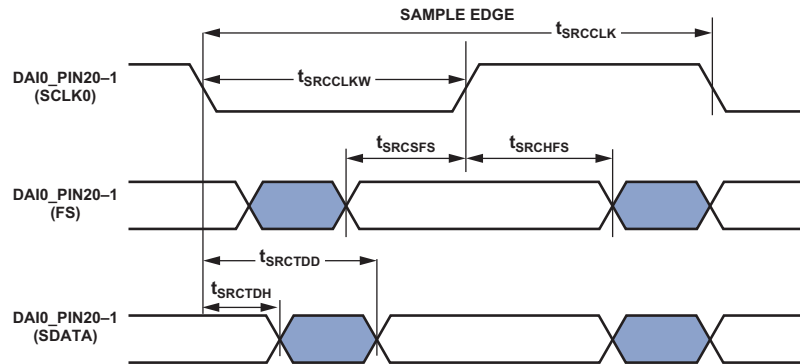 SAMPLE EDGE
tSRCCLK
DAI0_PIN20–1
(SCLK0)
tSRCCLKW
tSRCSFS
tSRCHFS
DAI0_PIN20–1
(FS)
tSRCTDD
tSRCTDH
DAI0_PIN20–1
(SDATA)